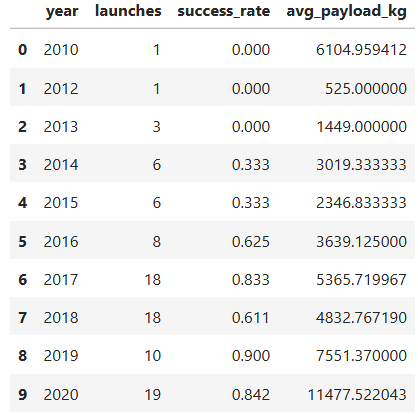 year launches success_rate avg_payload_kg
0 2010 1 0.000 6104.959412
1 2012 1 0.000 525.000000
2 2013 3 0.000 1449.000000
3 2014 6 0.333 3019.333333
4 2015 6 0.333 2346.833333
5 2016 8 0.625 3639.125000
6 2017 18 0.833 5365.719967
7 2018 18 0.611 4832.767190
8 2019 10 0.900 7551.370000
9 2020 19 0.842 11477.522043